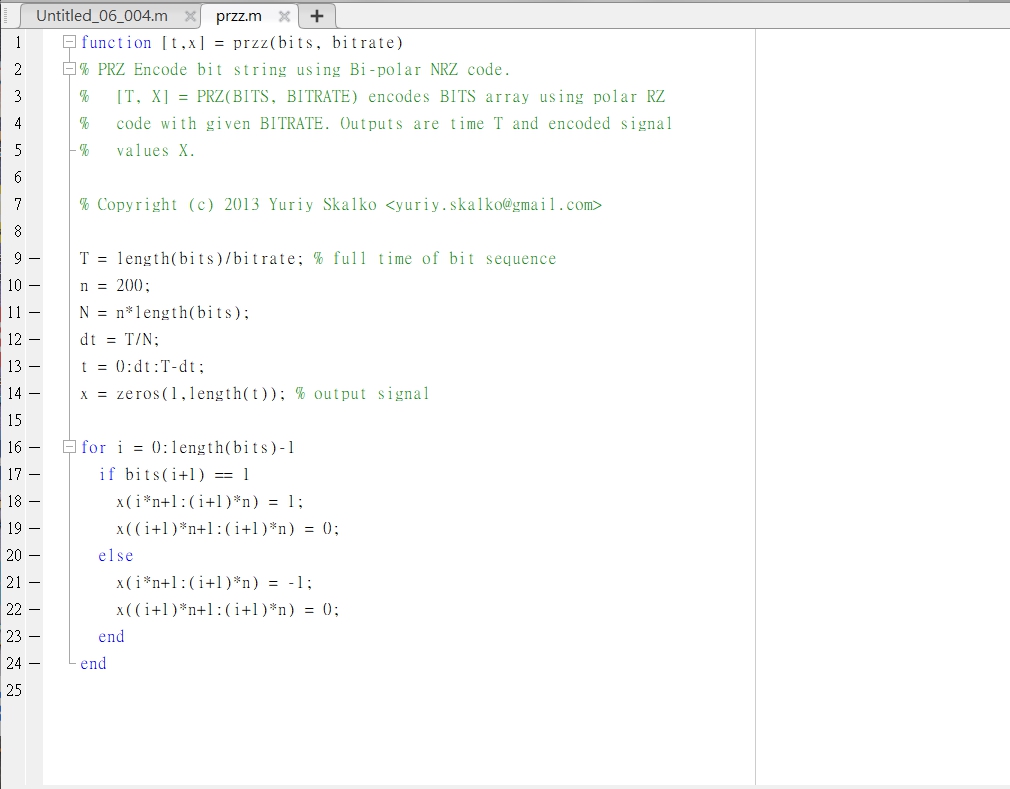 Untitled_06_004.m × przz.m × +
1 function [t,x] = przz(bits, bitrate)
2 % PRZ Encode bit string using Bi-polar NRZ code.
3 %   [T, X] = PRZ(BITS, BITRATE) encodes BITS array using polar RZ
4 %   code with given BITRATE. Outputs are time T and encoded signal
5 %   values X.
6
7 % Copyright (c) 2013 Yuriy Skalko <yuriy.skalko@gmail.com>
8
9 — T = length(bits)/bitrate; % full time of bit sequence
10 — n = 200;
11 — N = n*length(bits);
12 — dt = T/N;
13 — t = 0:dt:T-dt;
14 — x = zeros(1,length(t)); % output signal
15
16 — for i = 0:length(bits)-1
17 —   if bits(i+1) == 1
18 —     x(i*n+1:(i+1)*n) = 1;
19 —     x((i+1)*n+1:(i+1)*n) = 0;
20 —   else
21 —     x(i*n+1:(i+1)*n) = -1;
22 —     x((i+1)*n+1:(i+1)*n) = 0;
23 —   end
24 — end
25